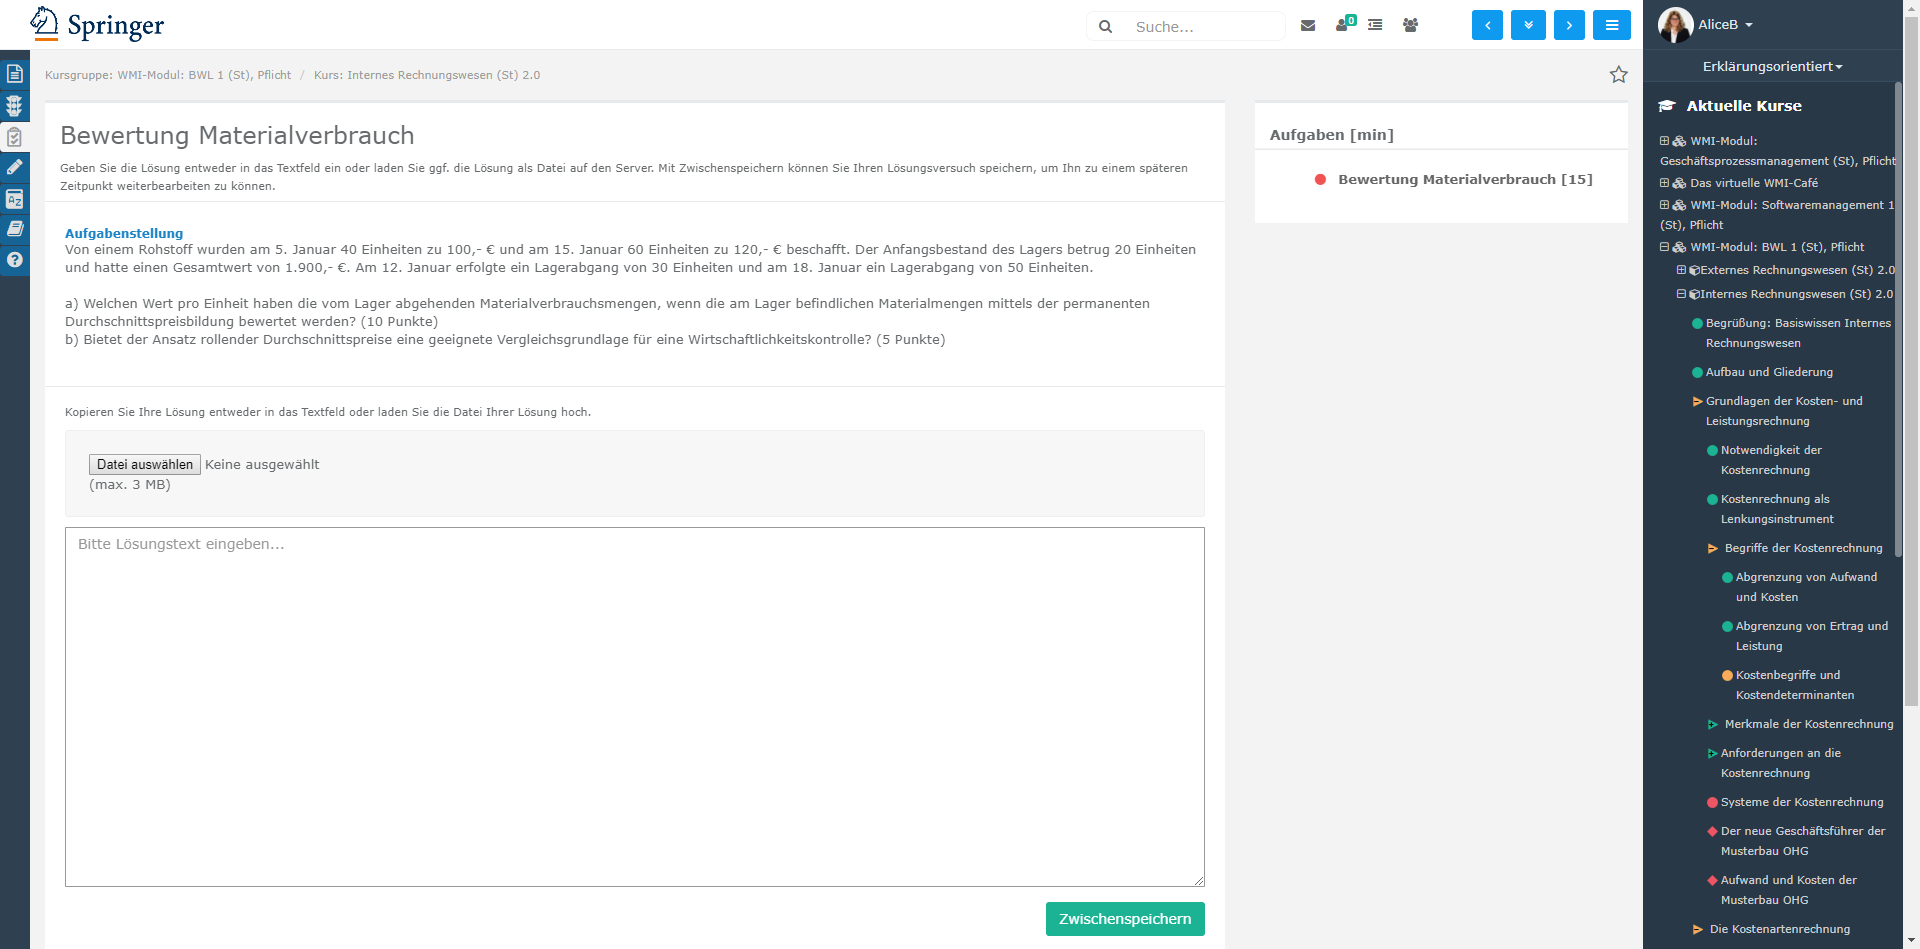 Springer
Suche...
0
AliceB
Erklärungsorientiert
Kursgruppe: WMI-Modul: BWL 1 (St), Pflicht / Kurs: Internes Rechnungswesen (St) 2.0
Bewertung Materialverbrauch
Geben Sie die Lösung entweder in das Textfeld ein oder laden Sie ggf. die Lösung als Datei auf den Server. Mit Zwischenspeichern können Sie Ihren Lösungsversuch speichern, um Ihn zu einem späteren
Zeitpunkt weiterbearbeiten zu können.
Aufgabenstellung
Von einem Rohstoff wurden am 5. Januar 40 Einheiten zu 100,- € und am 15. Januar 60 Einheiten zu 120,- € beschafft. Der Anfangsbestand des Lagers betrug 20 Einheiten
und hatte einen Gesamtwert von 1.900,- €. Am 12. Januar erfolgte ein Lagerabgang von 30 Einheiten und am 18. Januar ein Lagerabgang von 50 Einheiten.
a) Welchen Wert pro Einheit haben die vom Lager abgehenden Materialverbrauchsmengen, wenn die am Lager befindlichen Materialmengen mittels der permanenten
Durchschnittspreisbildung bewertet werden? (10 Punkte)
b) Bietet der Ansatz rollender Durchschnittspreise eine geeignete Vergleichsgrundlage für eine Wirtschaftlichkeitskontrolle? (5 Punkte)
Kopieren Sie Ihre Lösung entweder in das Textfeld oder laden Sie die Datei Ihrer Lösung hoch.
Datei auswählen Keine ausgewählt
(max. 3 MB)
Bitte Lösungstext eingeben...
Zwischenspeichern
Aufgaben [min]
Bewertung Materialverbrauch [15]
Aktuelle Kurse
WMI-Modul:
Geschäftsprozessmanagement (St), Pflicht
Das virtuelle WMI-Café
WMI-Modul: Softwaremanagement 1
(St), Pflicht
WMI-Modul: BWL 1 (St), Pflicht
Externes Rechnungswesen (St) 2.0
Internes Rechnungswesen (St) 2.0
Begrüßung: Basiswissen Internes
Rechnungswesen
Aufbau und Gliederung
Grundlagen der Kosten- und
Leistungsrechnung
Notwendigkeit der
Kostenrechnung
Kostenrechnung als
Lenkungsinstrument
Begriffe der Kostenrechnung
Abgrenzung von Aufwand
und Kosten
Abgrenzung von Ertrag und
Leistung
Kostenbegriffe und
Kostendeterminanten
Merkmale der Kostenrechnung
Anforderungen an die
Kostenrechnung
Systeme der Kostenrechnung
Der neue Geschäftsführer der
Musterbau OHG
Aufwand und Kosten der
Musterbau OHG
Die Kostenartenrechnung